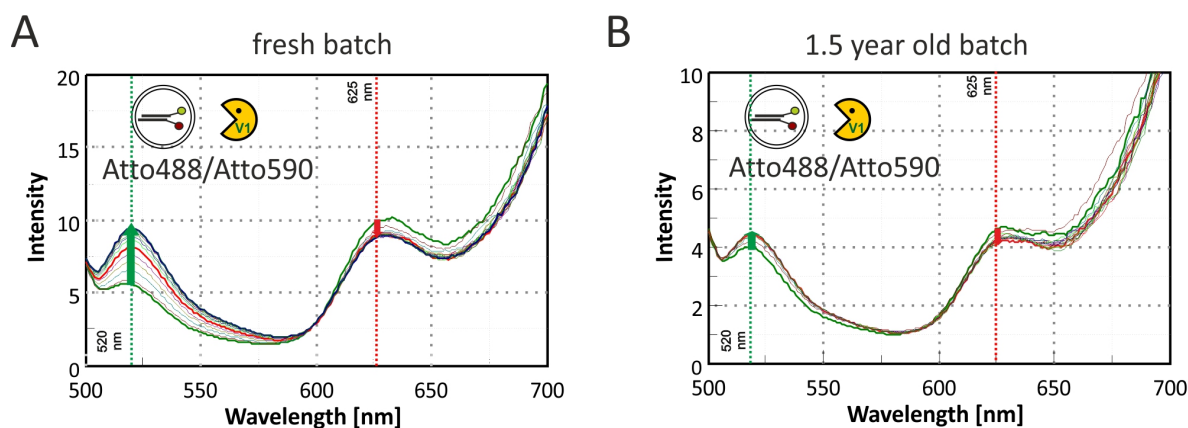 A
fresh batch
20
15
10
5
0
Intensity
625
nm
V1
Atto488/Atto590
520
nm
500
550
600
650
700
Wavelength [nm]
B
1.5 year old batch
10
8
6
4
2
0
Intensity
625
nm
V1
Atto488/Atto590
520
nm
500
550
600
650
700
Wavelength [nm]